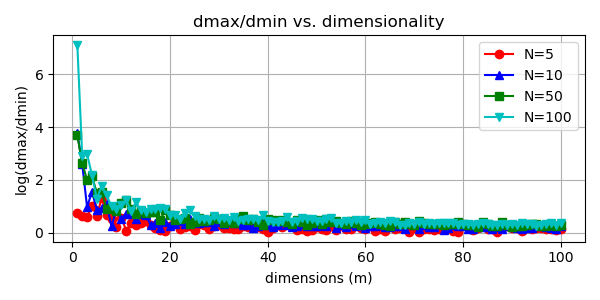 dmax/dmin vs. dimensionality
log(dmax/dmin)
6
4
2
0
N=5
N=10
N=50
N=100
0 20 40 60 80 100
dimensions (m)